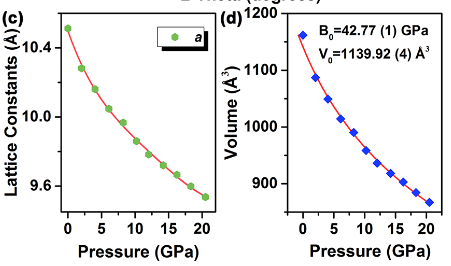 (c)
10.4
10.0
9.6
Lattice Constants (Å)
a
0 5 10 15 20
Pressure (GPa)
(d)
1200
1100
1000
900
Volume (Å³)
B₀=42.77 (1) GPa
V₀=1139.92 (4) Å³
0 5 10 15 20
Pressure (GPa)